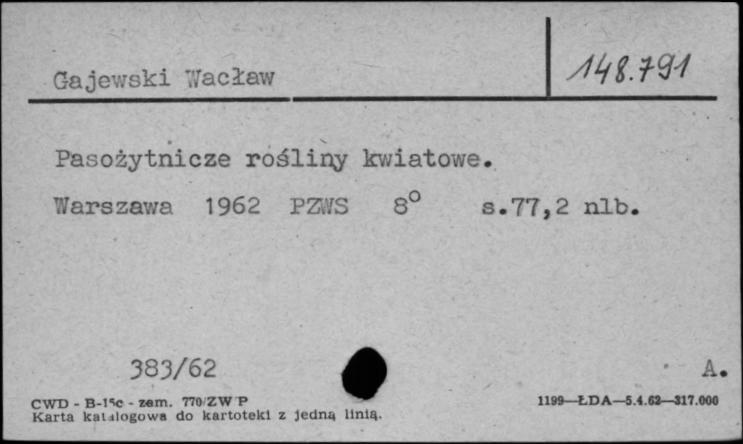 Gajewski Wacław
148.791
Pasożytnicze rośliny kwiatowe.
Warszawa 1962 PZWS 8° s.77,2 nlb.
383/62
A.
CWD - B-15c - zam. 770/ZW P
1199—ŁDA—5.4.62—317.000
Karta katalogowa do kartoteki z jedną linią.